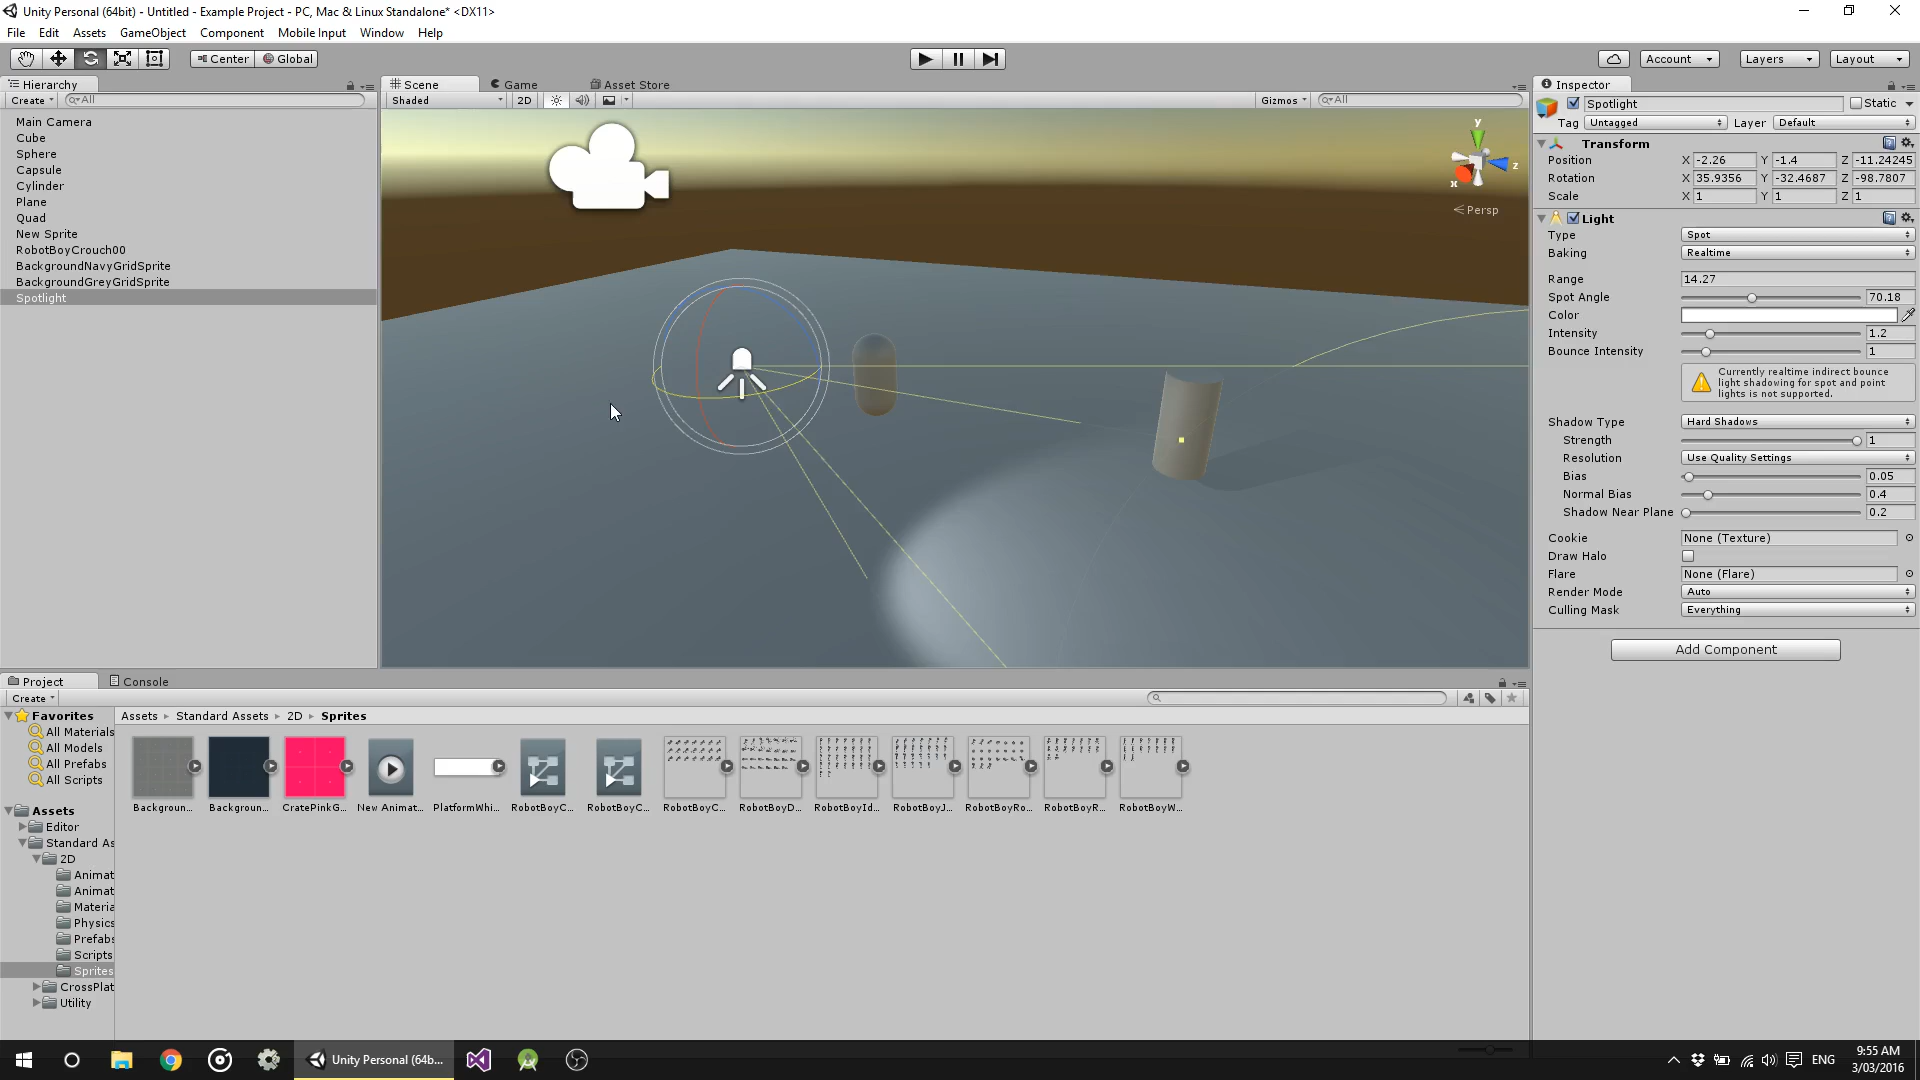 Unity Personal (64bit) - Untitled - Example Project - PC, Mac & Linux Standalone* <DX11>
File Edit Assets GameObject Component Mobile Input Window Help
Center Global
Account Layers Layout
Hierarchy
Create All
Main Camera
Cube
Sphere
Capsule
Cylinder
Plane
Quad
New Sprite
RobotBoyCrouch00
BackgroundNavyGridSprite
BackgroundGreyGridSprite
Spotlight
Scene Game Asset Store
Shaded 2D Gizmos All
y
z
x
Persp
Inspector
Spotlight Static
Tag Untagged Layer Default
Transform
Position X -2.26 Y -1.4 Z -11.24245
Rotation X 35.9356 Y -32.4687 Z -98.7807
Scale X 1 Y 1 Z 1
Light
Type Spot
Baking Realtime
Range 14.27
Spot Angle 70.18
Color
Intensity 1.2
Bounce Intensity 1
Currently realtime indirect bounce
light shadowing for spot and point
lights is not supported.
Shadow Type Hard Shadows
Strength 1
Resolution Use Quality Settings
Bias 0.05
Normal Bias 0.4
Shadow Near Plane 0.2
Cookie None (Texture)
Draw Halo
Flare None (Flare)
Render Mode Auto
Culling Mask Everything
Add Component
Project Console
Create
Favorites
All Materials
All Models
All Prefabs
All Scripts
Assets
Editor
Standard As
2D
Animat
Animat
Materia
Physics
Prefabs
Scripts
Sprites
CrossPlat
Utility
Assets Standard Assets 2D Sprites
Backgroun... Backgroun... CratePinkG... New Animat... PlatformWhi... RobotBoyC... RobotBoyC... RobotBoyC... RobotBoyD... RobotBoyId... RobotBoyJ... RobotBoyRo... RobotBoyR... RobotBoyW...
Unity Personal (64b...
ENG
9:55 AM
3/03/2016